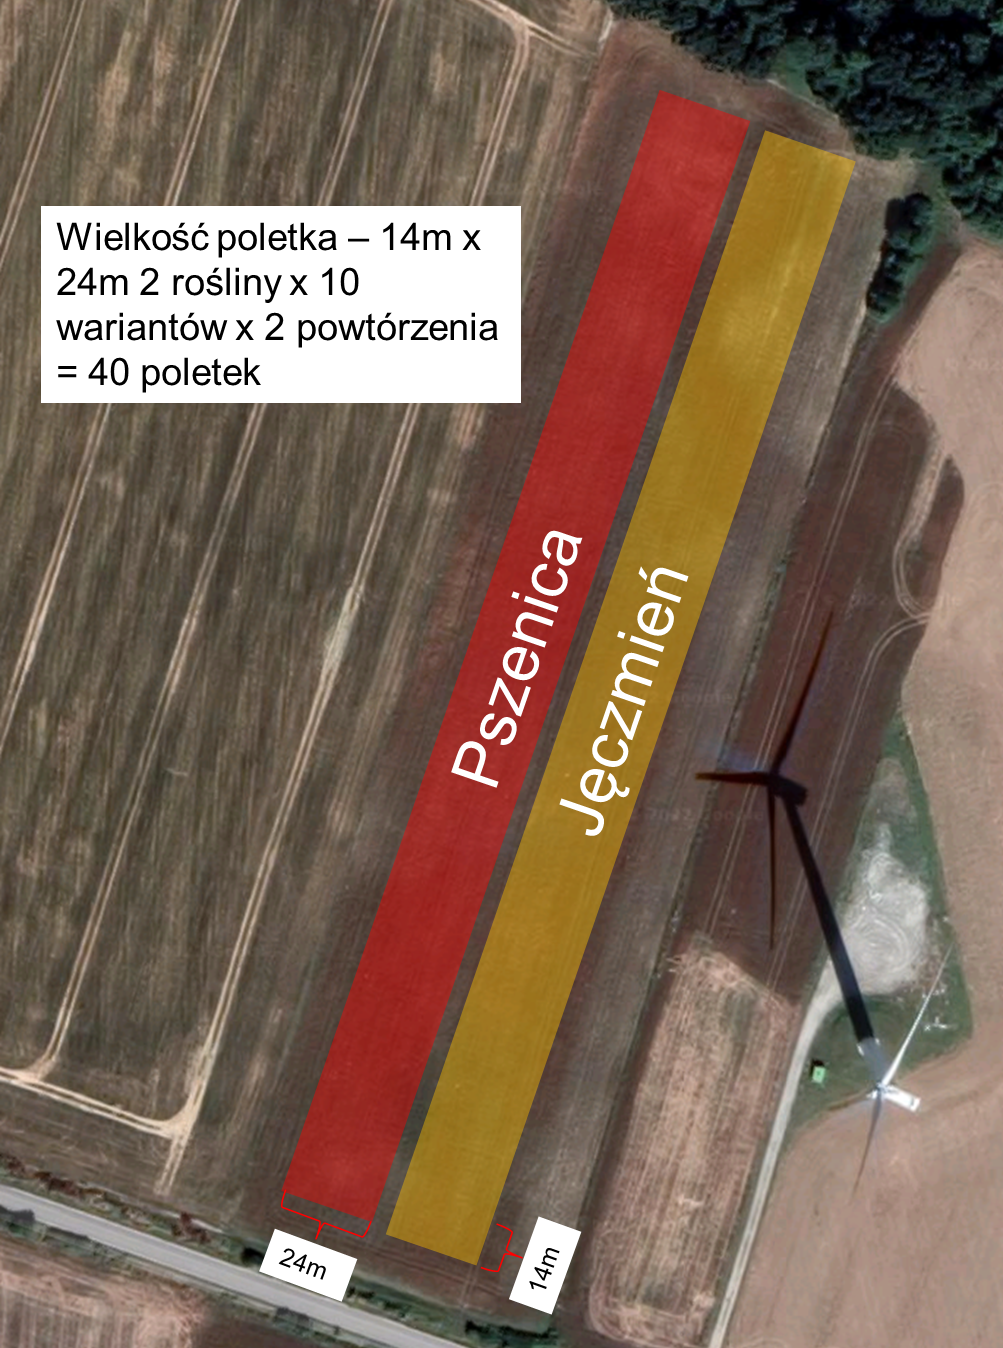 Wielkość poletka – 14m x
24m 2 rośliny x 10
wariantów x 2 powtórzenia
= 40 poletek
Pszenica
Jęczmień
24m
14m